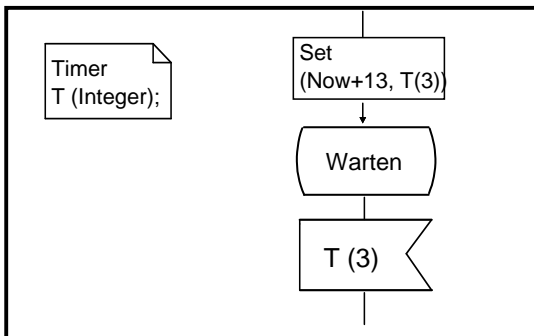 Timer
T (Integer);
Set
(Now+13, T(3))
Warten
T (3)